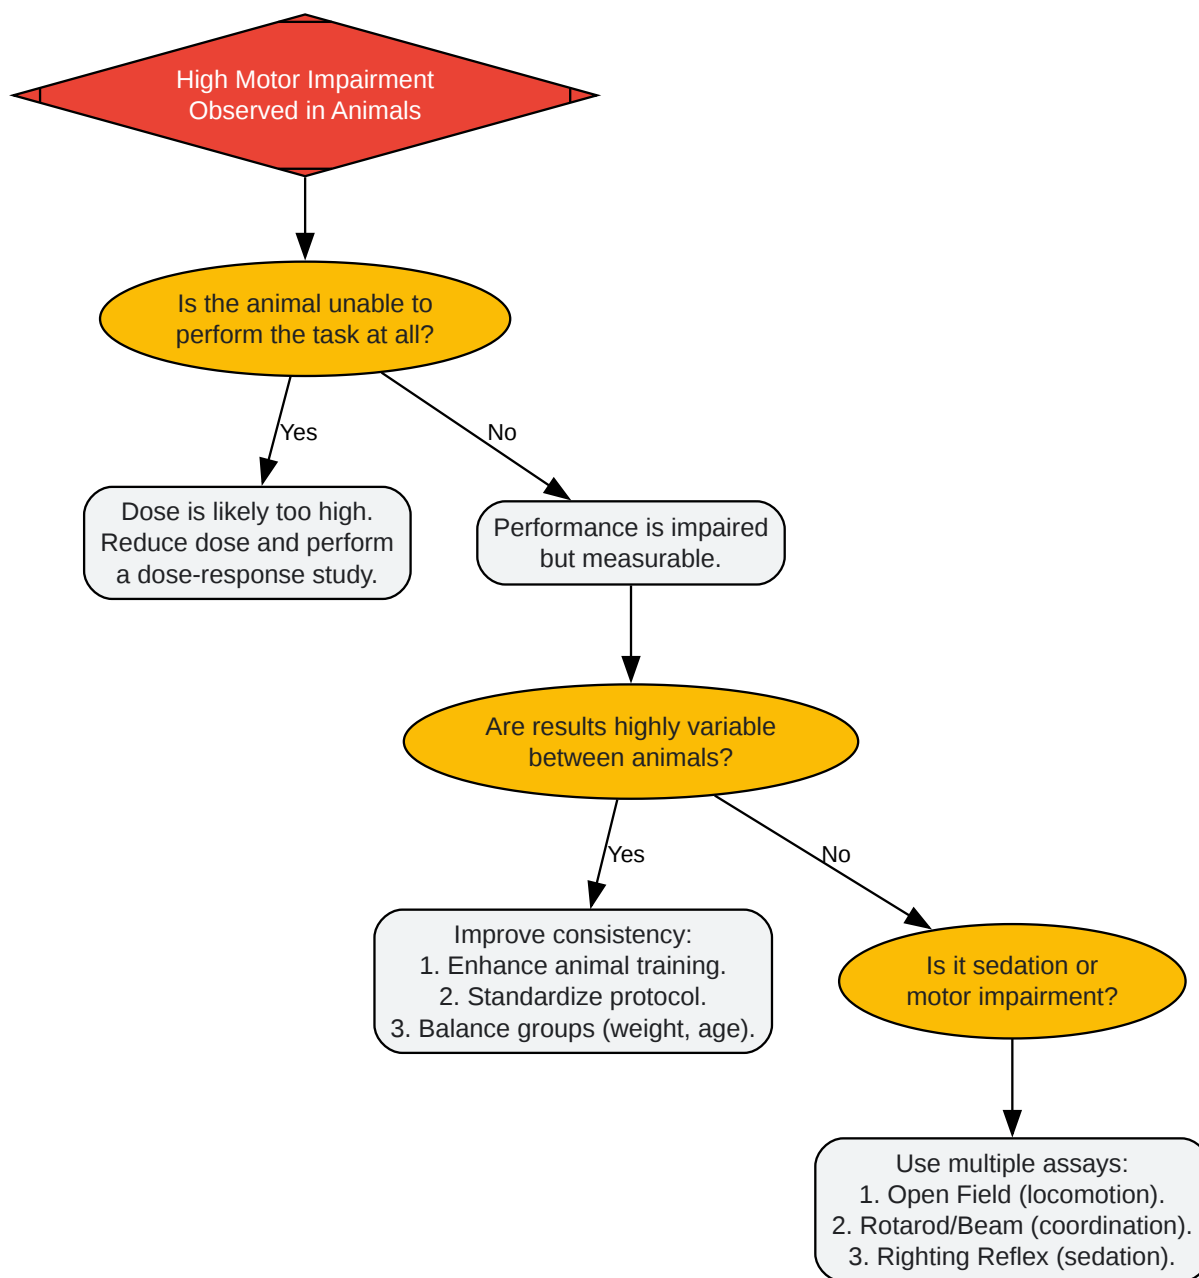 High Motor Impairment
Observed in Animals
Is the animal unable to
perform the task at all?
Yes
No
Dose is likely too high.
Reduce dose and perform
a dose-response study.
Performance is impaired
but measurable.
Are results highly variable
between animals?
Yes
No
Improve consistency:
1. Enhance animal training.
2. Standardize protocol.
3. Balance groups (weight, age).
Is it sedation or
motor impairment?
Use multiple assays:
1. Open Field (locomotion).
2. Rotarod/Beam (coordination).
3. Righting Reflex (sedation).